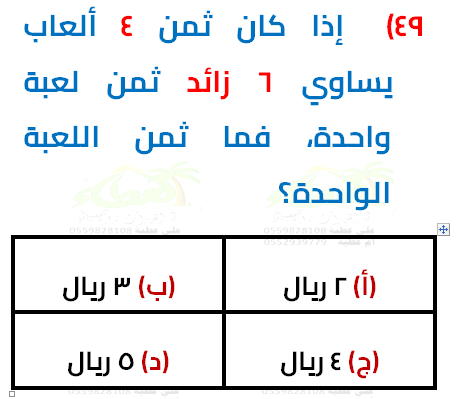 ٤٩) إذا كان ثمن ٤ ألعاب
يساوي ٦ زائد ثمن لعبة
واحدة، فما ثمن اللعبة
الواحدة؟
0559828108
0559828108
0552939779
(أ) ٢ ريال
(ب) ٣ ريال
(ج) ٤ ريال
(د) ٥ ريال